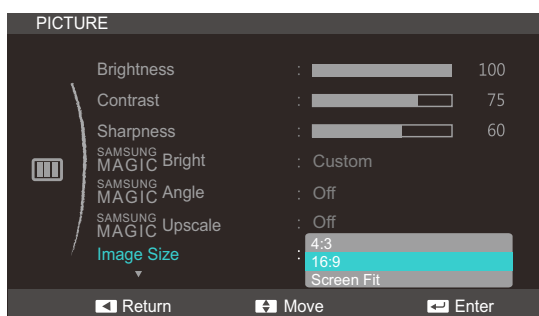 PICTURE
Brightness : 100
Contrast : 75
Sharpness : 60
SAMSUNG MAGIC Bright : Custom
SAMSUNG MAGIC Angle : Off
SAMSUNG MAGIC Upscale : Off
Image Size :
4:3
16:9
Screen Fit
Return Move Enter